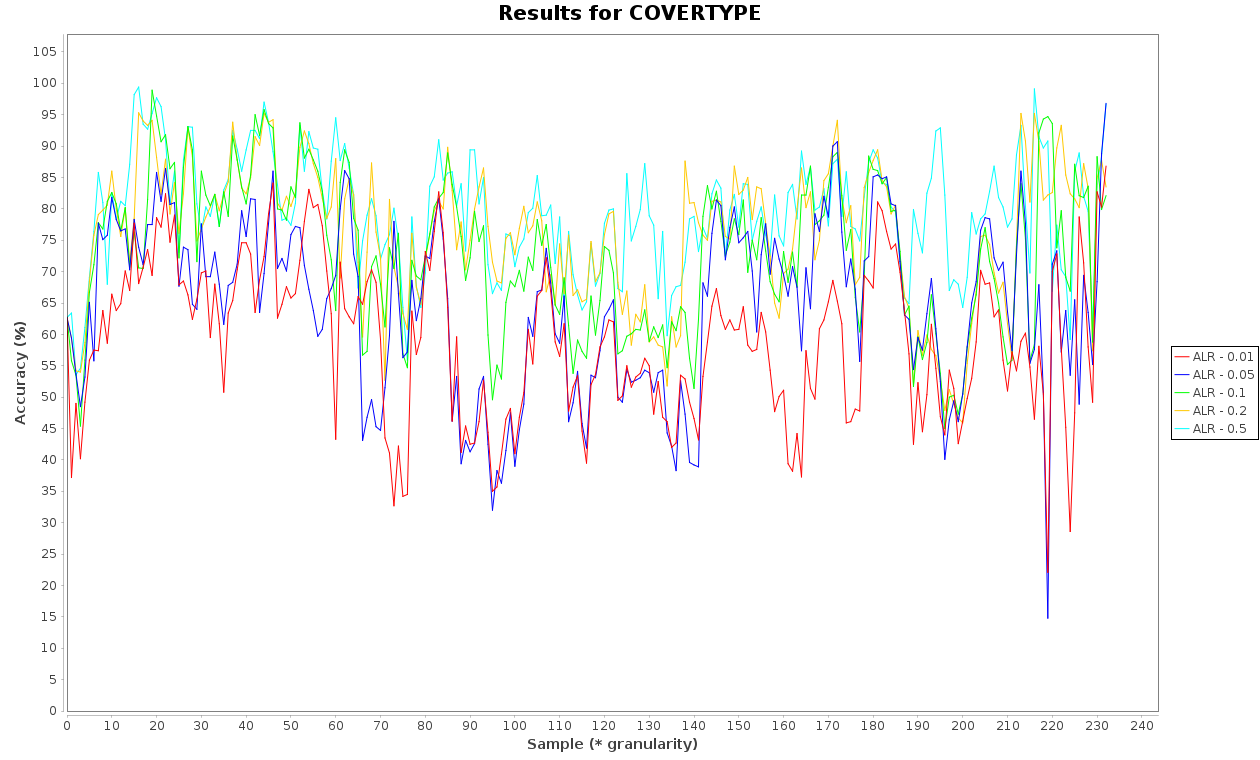 Results for COVERTYPE
105
100
95
90
85
80
75
70
65
60
55
50
45
40
35
30
25
20
15
10
5
0
Accuracy (%)
0 10 20 30 40 50 60 70 80 90 100 110 120 130 140 150 160 170 180 190 200 210 220 230 240
Sample (* granularity)
ALR - 0.01
ALR - 0.05
ALR - 0.1
ALR - 0.2
ALR - 0.5